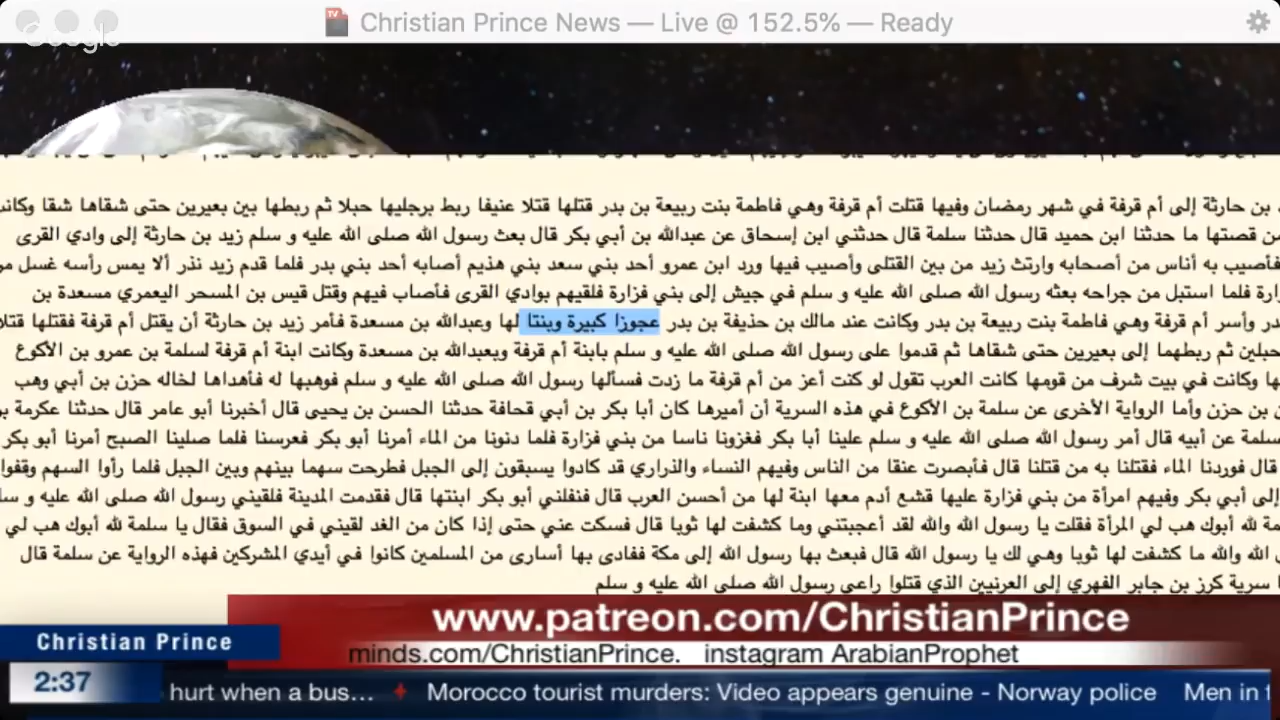 Christian Prince News — Live @ 152.5% — Ready
Google
بن حارثة إلى أم قرفة في شهر رمضان وفيها قتلت أم قرفة وهي فاطمة بنت ربيعة بن بدر قتلها قتلا عنيفا ربط برجليها حبلا ثم ربطها بين بعيرين حتى شقاها شقا وكانت
من قصتها ما حدثنا ابن حميد قال حدثنا سلمة قال حدثني ابن إسحاق عن عبدالله بن أبي بكر قال بعث رسول الله صلى الله عليه و سلم زيد بن حارثة إلى وادي القرى
فأصيب به أناس من أصحابه وارتث زيد من بين القتلى وأصيب فيها ورد ابن عمرو أحد بني سعد بني هذيم أصابه أحد بني بدر فلما قدم زيد نذر ألا يمس رأسه غسل من
ارة فلما استبل من جراحه بعثه رسول الله صلى الله عليه و سلم في جيش إلى بني فزارة فلقيهم بوادي القرى فأصاب فيهم وقتل قيس بن المسحر اليعمري مسعدة بن
در وأسر أم قرفة وهي فاطمة بنت ربيعة بن بدر وكانت عند مالك بن حذيفة بن بدر عجوزا كبيرة وبنتا لها وعبدالله بن مسعدة فأمر زيد بن حارثة أن يقتل أم قرفة فقتلها قتلا
حبلين ثم ربطهما إلى بعيرين حتى شقاها ثم قدموا على رسول الله صلى الله عليه و سلم بابنة أم قرفة وبعبدالله بن مسعدة وكانت ابنة أم قرفة لسلمة بن عمرو بن الأكوع
ها وكانت في بيت شرف من قومها كانت العرب تقول لو كنت أعز من أم قرفة ما زدت فسألها رسول الله صلى الله عليه و سلم سلمة فوهبها له فأهداها لخاله حزن بن أبي وهب
بن حزن وأما الرواية الأخرى عن سلمة بن الأكوع في هذه السرية أن أميرها كان أبا بكر بن أبي قحافة حدثنا الحسن بن يحيى قال أخبرنا أبو عامر قال حدثنا عكرمة بن
سلمة عن أبيه قال أمر رسول الله صلى الله عليه و سلم علينا أبا بكر فغزونا ناسا من بني فزارة فلما دنونا من الماء أمرنا أبو بكر فعرسنا فلما صلينا الصبح أمرنا أبو بكر
قال فوردنا الماء فقتلنا به من قتلنا قال فأبصرت عنقا من الناس وفيهم النساء والذراري قد كادوا يسبقون إلى الجبل فطرحت سهما بينهم وبين الجبل فلما رأوا السهم وقفوا
إلى أبي بكر وفيهم امرأة من بني فزارة عليها قشع أدم معها ابنة لها من أحسن العرب قال فنفلني أبو بكر ابنتها قال فقدمت المدينة فلقيني رسول الله صلى الله عليه و سل
مة لله أبوك هب لي المرأة فقلت يا رسول الله والله لقد أعجبتني وما كشفت لها ثوبا قال فسكت عني حتى إذا كان من الغد لقيني في السوق فقال يا سلمة لله أبوك هب لي
الله والله ما كشفت لها ثوبا وهي لك يا رسول الله قال فبعث بها رسول الله إلى مكة ففادى بها أسارى من المسلمين كانوا في أيدي المشركين فهذه الرواية عن سلمة قال
سرية كرز بن جابر الفهري إلى العرنيين الذي قتلوا راعي رسول الله صلى الله عليه و سلم
www.patreon.com/ChristianPrince
Christian Prince
minds.com/ChristianPrince. instagram ArabianProphet
2:37 hurt when a bus... Morocco tourist murders: Video appears genuine - Norway police Men in